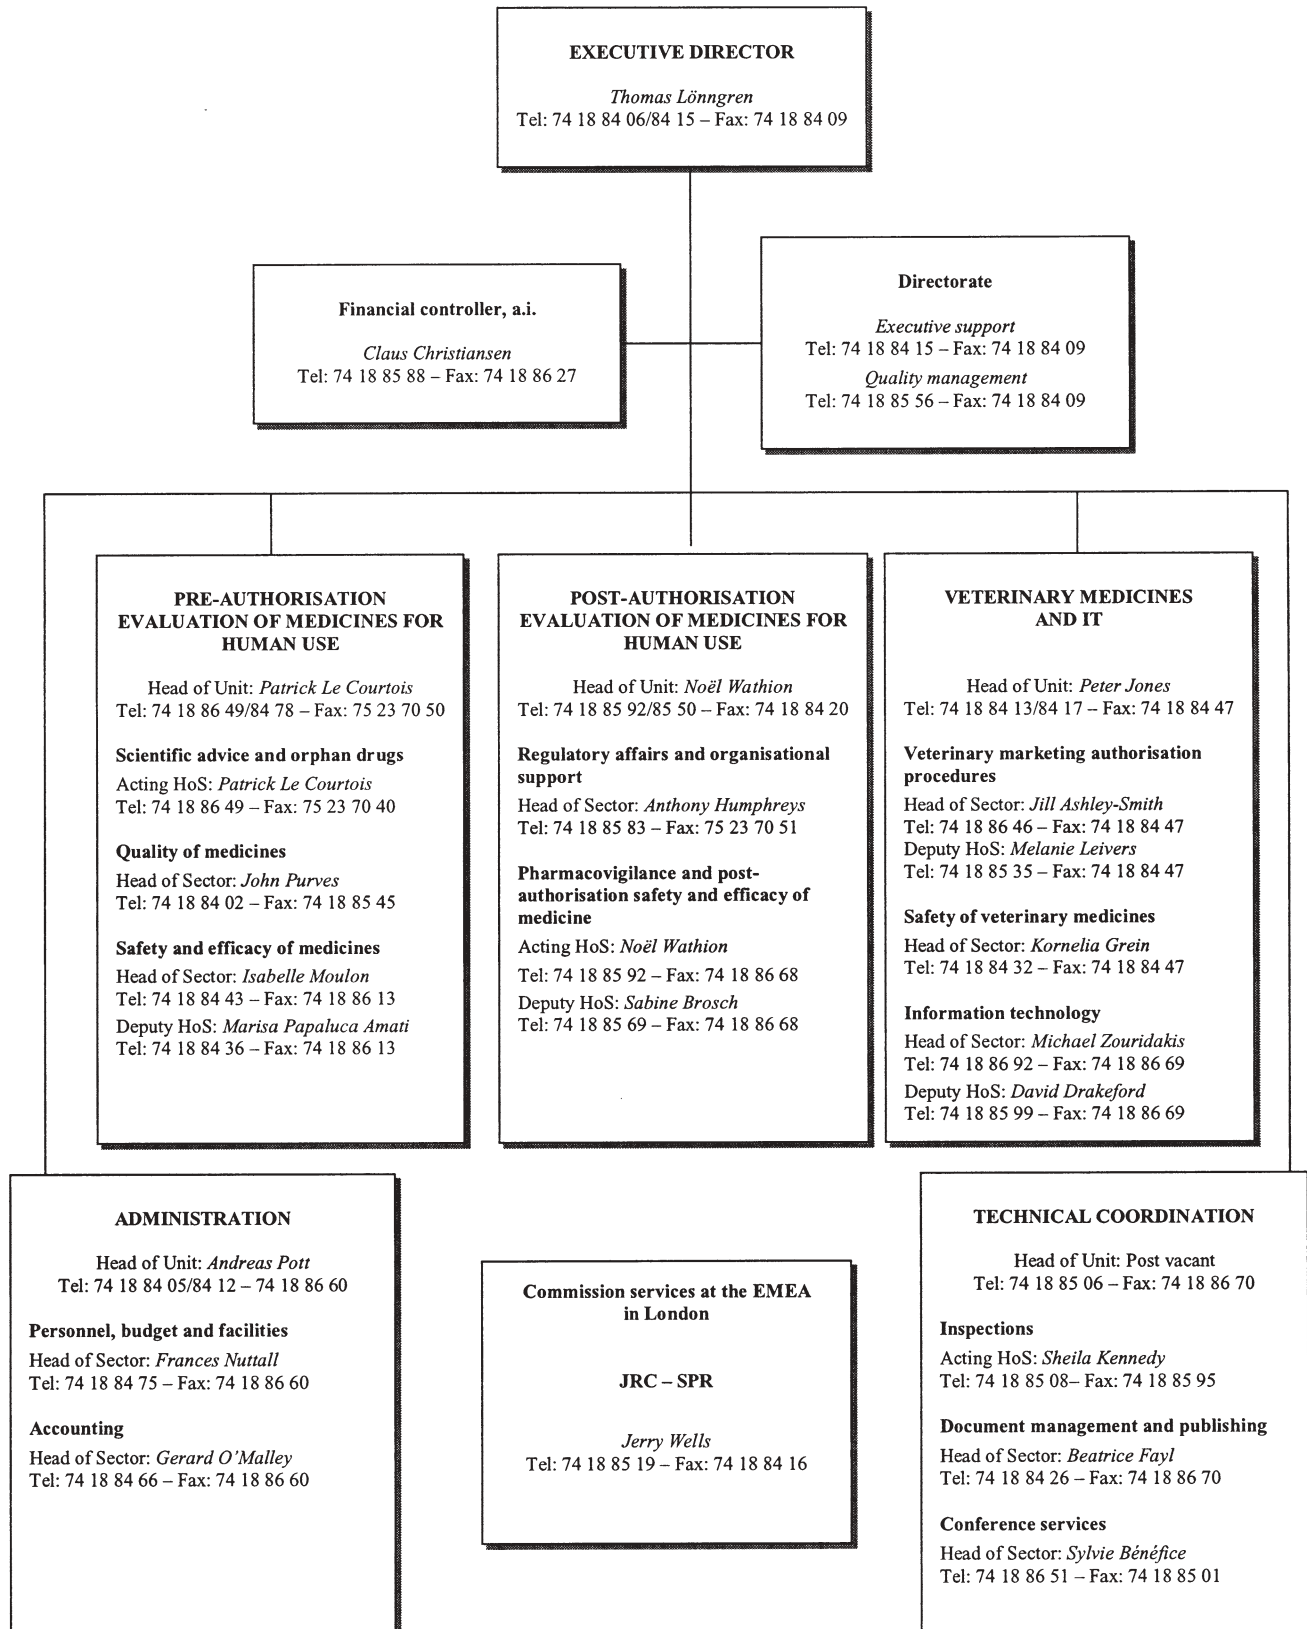 EXECUTIVE DIRECTOR
Thomas Lönngren
Tel: 74 18 84 06/84 15 – Fax: 74 18 84 09
Financial controller, a.i.
Claus Christiansen
Tel: 74 18 85 88 – Fax: 74 18 86 27
Directorate
Executive support
Tel: 74 18 84 15 – Fax: 74 18 84 09
Quality management
Tel: 74 18 85 56 – Fax: 74 18 84 09
PRE-AUTHORISATION
EVALUATION OF MEDICINES FOR
HUMAN USE
Head of Unit: Patrick Le Courtois
Tel: 74 18 86 49/84 78 – Fax: 75 23 70 50
Scientific advice and orphan drugs
Acting HoS: Patrick Le Courtois
Tel: 74 18 86 49 – Fax: 75 23 70 40
Quality of medicines
Head of Sector: John Purves
Tel: 74 18 84 02 – Fax: 74 18 85 45
Safety and efficacy of medicines
Head of Sector: Isabelle Moulon
Tel: 74 18 84 43 – Fax: 74 18 86 13
Deputy HoS: Marisa Papaluca Amati
Tel: 74 18 84 36 – Fax: 74 18 86 13
POST-AUTHORISATION
EVALUATION OF MEDICINES FOR
HUMAN USE
Head of Unit: Noël Wathion
Tel: 74 18 85 92/85 50 – Fax: 74 18 84 20
Regulatory affairs and organisational
support
Head of Sector: Anthony Humphreys
Tel: 74 18 85 83 – Fax: 75 23 70 51
Pharmacovigilance and post-
authorisation safety and efficacy of
medicine
Acting HoS: Noël Wathion
Tel: 74 18 85 92 – Fax: 74 18 86 68
Deputy HoS: Sabine Brosch
Tel: 74 18 85 69 – Fax: 74 18 86 68
VETERINARY MEDICINES
AND IT
Head of Unit: Peter Jones
Tel: 74 18 84 13/84 17 – Fax: 74 18 84 47
Veterinary marketing authorisation
procedures
Head of Sector: Jill Ashley-Smith
Tel: 74 18 86 46 – Fax: 74 18 84 47
Deputy HoS: Melanie Leivers
Tel: 74 18 85 35 – Fax: 74 18 84 47
Safety of veterinary medicines
Head of Sector: Kornelia Grein
Tel: 74 18 84 32 – Fax: 74 18 84 47
Information technology
Head of Sector: Michael Zouridakis
Tel: 74 18 86 92 – Fax: 74 18 86 69
Deputy HoS: David Drakeford
Tel: 74 18 85 99 – Fax: 74 18 86 69
ADMINISTRATION
Head of Unit: Andreas Pott
Tel: 74 18 84 05/84 12 – 74 18 86 60
Personnel, budget and facilities
Head of Sector: Frances Nuttall
Tel: 74 18 84 75 – Fax: 74 18 86 60
Accounting
Head of Sector: Gerard O'Malley
Tel: 74 18 84 66 – Fax: 74 18 86 60
Commission services at the EMEA
in London
JRC – SPR
Jerry Wells
Tel: 74 18 85 19 – Fax: 74 18 84 16
TECHNICAL COORDINATION
Head of Unit: Post vacant
Tel: 74 18 85 06 – Fax: 74 18 86 70
Inspections
Acting HoS: Sheila Kennedy
Tel: 74 18 85 08– Fax: 74 18 85 95
Document management and publishing
Head of Sector: Beatrice Fayl
Tel: 74 18 84 26 – Fax: 74 18 86 70
Conference services
Head of Sector: Sylvie Bénéfice
Tel: 74 18 86 51 – Fax: 74 18 85 01